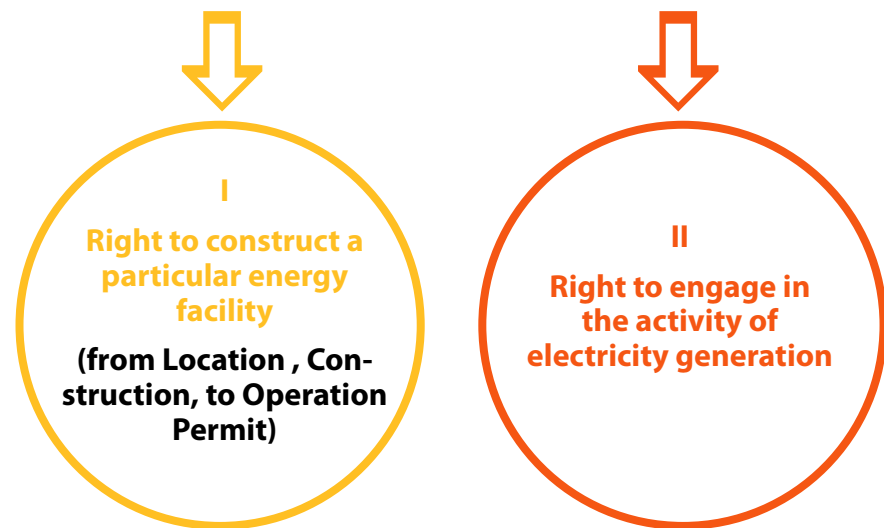 I
Right to construct a
particular energy
facility
(from Location , Con-
struction, to Operation
Permit)
II
Right to engage in
the activity of
electricity generation